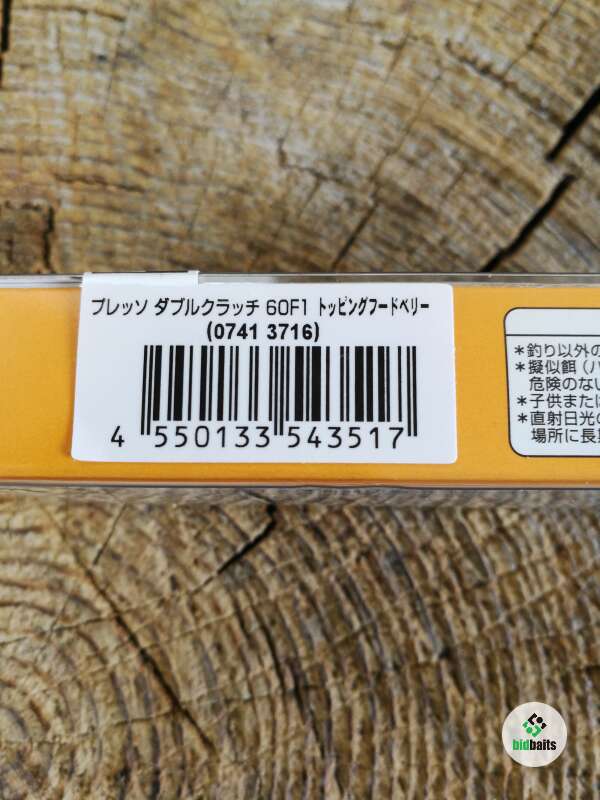 プレッソ ダブルクラッチ 60F1 トッピングフードベリー
(0741 3716)
4 550133 543517
*釣り以外の
*擬似餌(ハ
危険のない
*子供または
*直射日光の
場所に長期
bidbaits